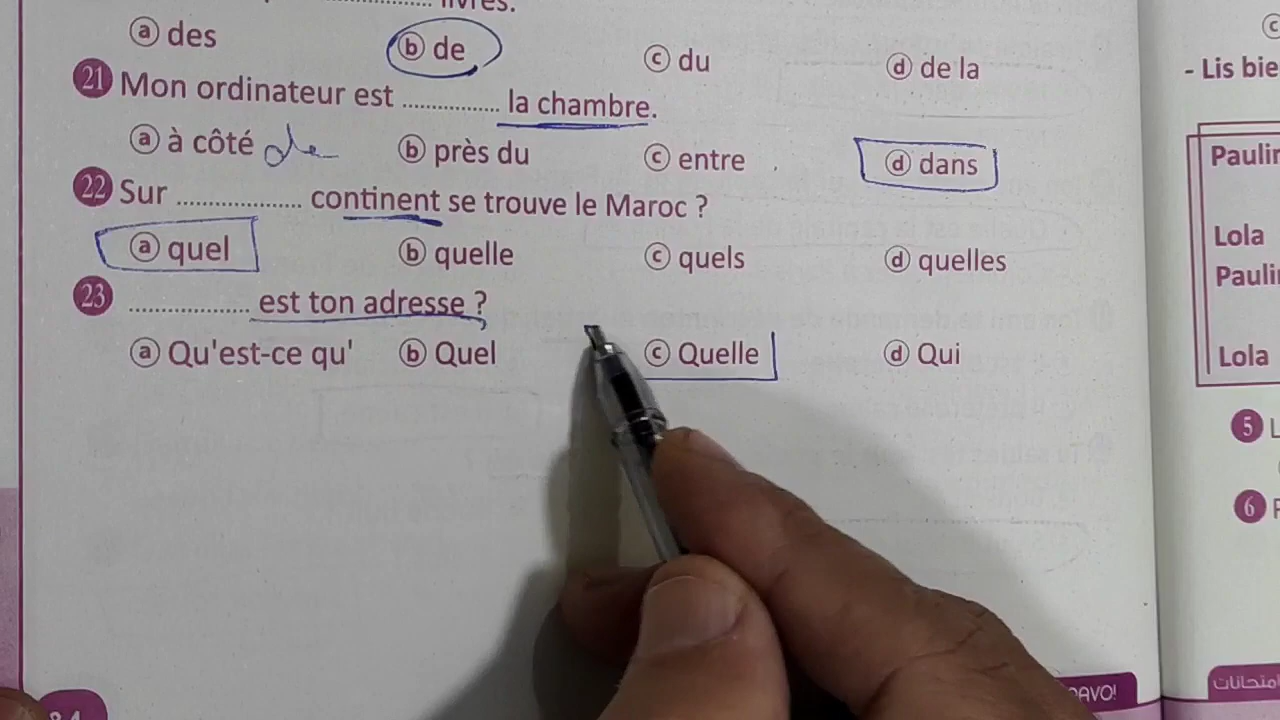 livres.
ⓐ des ⓑ de ⓒ du ⓓ de la
21 Mon ordinateur est ................ la chambre.
ⓐ à côté de ⓑ près du ⓒ entre ⓓ dans
22 Sur .................... continent se trouve le Maroc ?
ⓐ quel ⓑ quelle ⓒ quels ⓓ quelles
23 .................... est ton adresse ?
ⓐ Qu'est-ce qu' ⓑ Quel ⓒ Quelle ⓓ Qui
- Lis bie
Paulin
Lola
Paulin
Lola
5
6